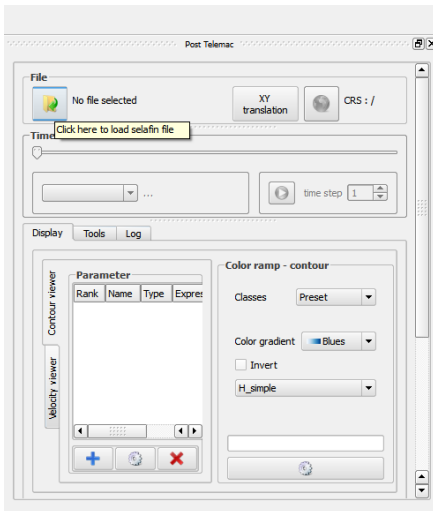 Post Telemac
File
No file selected
XY
translation
CRS : /
Click here to load selafin file
Time
...
time step 1
Display Tools Log
Contour viewer
Velocity viewer
Parameter
Rank Name Type Expres
Color ramp - contour
Classes Preset
Color gradient Blues
Invert
H_simple